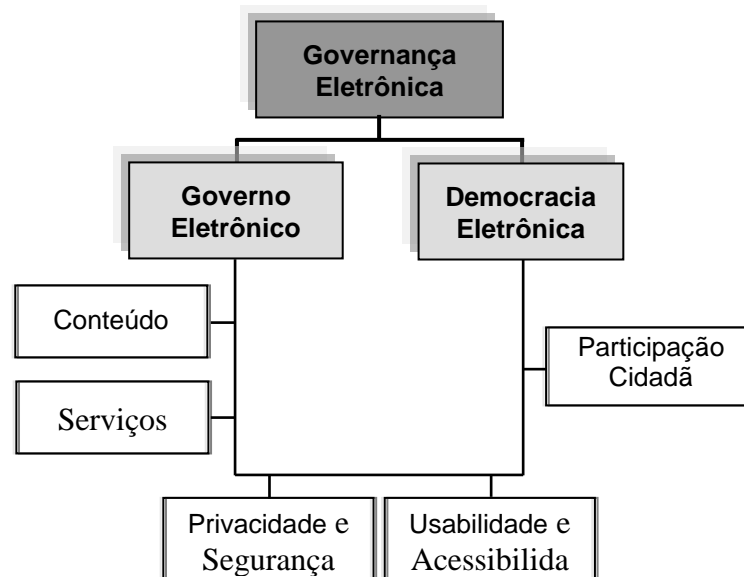 Governança
Eletrônica
Governo
Eletrônico
Democracia
Eletrônica
Conteúdo
Participação
Cidadã
Serviços
Privacidade e
Segurança
Usabilidade e
Acessibilida